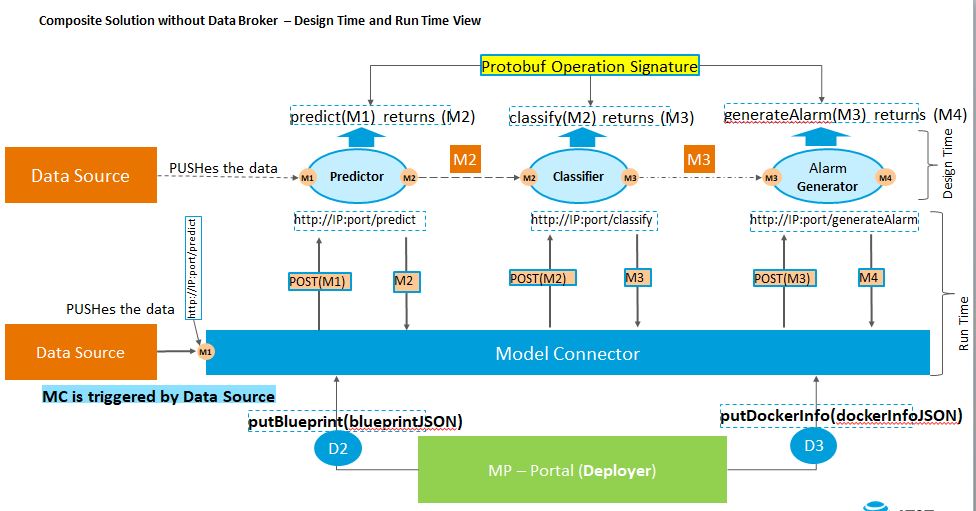 Composite Solution without Data Broker – Design Time and Run Time View
Protobuf Operation Signature
predict(M1) returns (M2)
classify(M2) returns (M3)
generateAlarm(M3) returns (M4)
Data Source
PUSHes the data
M1
Predictor
M2
M2
M2
Classifier
M3
M3
M3
Alarm
Generator
M4
Design Time
http://IP:port/predict
http://IP:port/classify
http://IP:port/generateAlarm
http://IP:port/predict
POST(M1)
M2
POST(M2)
M3
POST(M3)
M4
Run Time
PUSHes the data
Data Source
M1
Model Connector
MC is triggered by Data Source
putBlueprint(blueprintJSON)
putDockerInfo(dockerInfoJSON)
D2
D3
MP – Portal (Deployer)